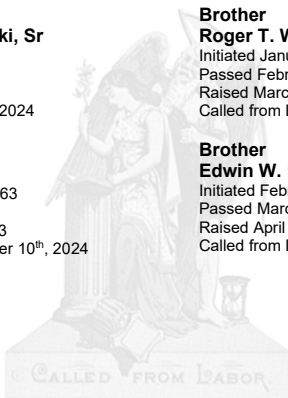 ki, Sr
2024
63
3
er 10th, 2024
Brother
Roger T. W
Initiated Janu
Passed Febr
Raised Marc
Called from L
Brother
Edwin W.
Initiated Febr
Passed Marc
Raised April
Called from L
CALLED FROM LABOR.